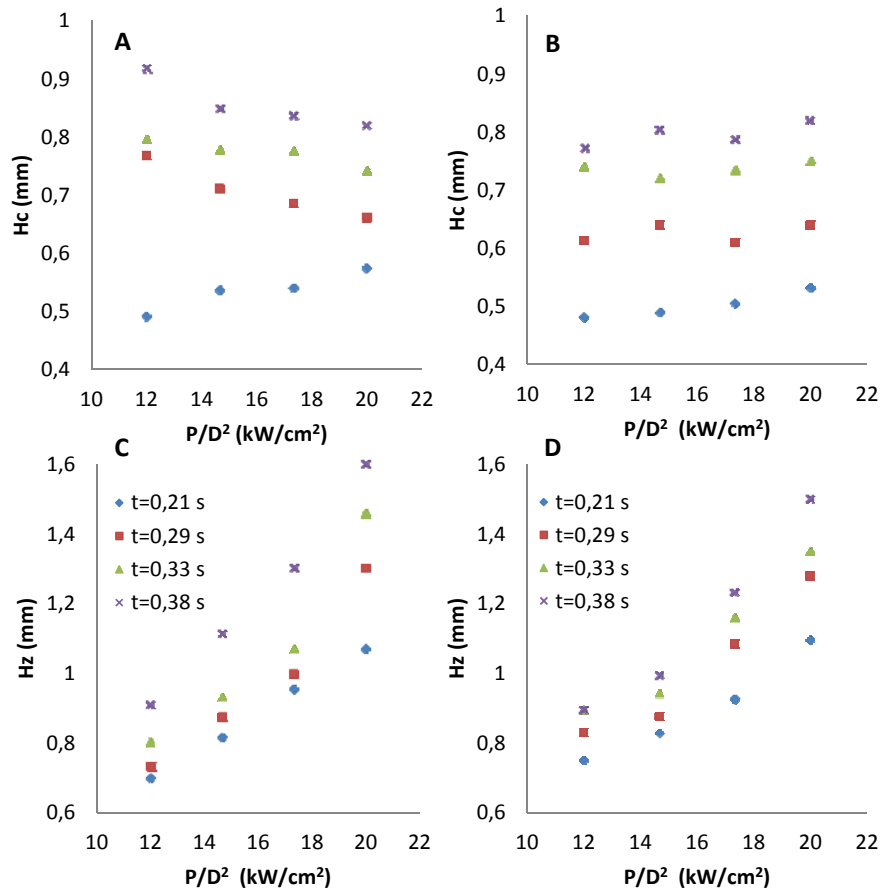 A
1
0,9
0,8
0,7
0,6
0,5
0,4
Hc (mm)
10 12 14 16 18 20 22
P/D² (kW/cm²)
B
1
0,9
0,8
0,7
0,6
0,5
0,4
Hc (mm)
10 12 14 16 18 20 22
P/D² (kW/cm²)
C
1,6
1,4
1,2
1
0,8
0,6
Hz (mm)
t=0,21 s
t=0,29 s
t=0,33 s
t=0,38 s
10 12 14 16 18 20 22
P/D² (kW/cm²)
D
1,6
1,4
1,2
1
0,8
0,6
Hz (mm)
t=0,21 s
t=0,29 s
t=0,33 s
t=0,38 s
10 12 14 16 18 20 22
P/D² (kW/cm²)